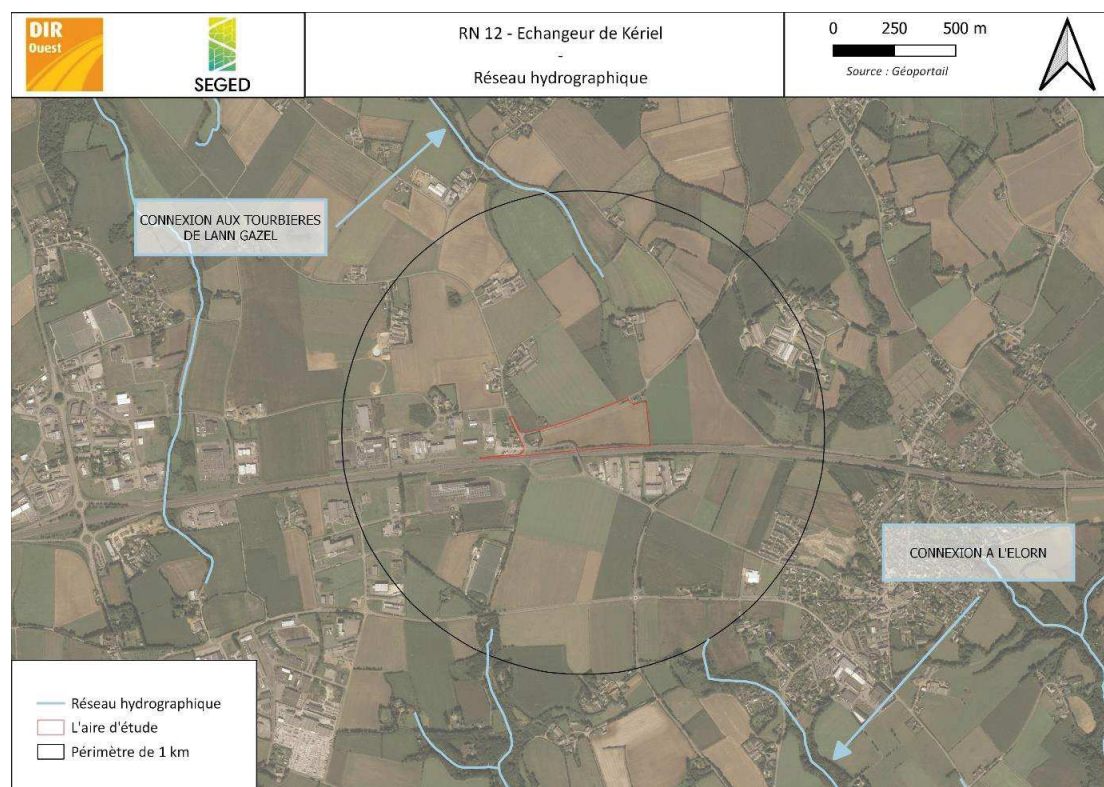 DIR
Ouest
SEGED
RN 12 - Echangeur de Kériel
-
Réseau hydrographique
0 250 500 m
Source : Géoportail
CONNEXION AUX TOURBIERES
DE LANN GAZEL
CONNEXION A L'ELORN
Réseau hydrographique
L'aire d'étude
Périmètre de 1 km